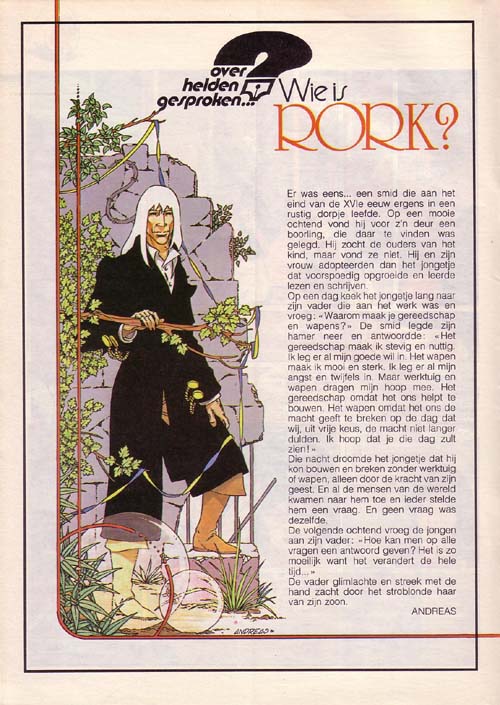 over
helden
gesproken...
?
Wie is
RORK?
Er was eens... een smid die aan het
eind van de XVIe eeuw ergens in een
rustig dorpje leefde. Op een mooie
ochtend vond hij voor z'n deur een
boorling, die daar te vinden was
gelegd. Hij zocht de ouders van het
kind, maar vond ze niet. Hij en zijn
vrouw adopteerden dan het jongetje
dat voorspoedig opgroeide en leerde
lezen en schrijven.
Op een dag keek het jongetje lang naar
zijn vader die aan het werk was en
vroeg: «Waarom maak je gereedschap
en wapens?» De smid legde zijn
hamer neer en antwoordde: «Het
gereedschap maak ik stevig en nuttig.
Ik leg er al mijn goede wil in. Het wapen
maak ik mooi en sterk. Ik leg er al mijn
angst en twijfels in. Maar werktuig en
wapen dragen mijn hoop mee. Het
gereedschap omdat het ons helpt te
bouwen. Het wapen omdat het ons de
macht geeft te breken op de dag dat
wij, uit vrije keus, de macht niet langer
dulden. Ik hoop dat je die dag zult
zien!»
Die nacht droomde het jongetje dat hij
kon bouwen en breken zonder werktuig
of wapen, alleen door de kracht van zijn
geest. En al de mensen van de wereld
kwamen naar hem toe en ieder stelde
hem een vraag. En geen vraag was
dezelfde.
De volgende ochtend vroeg de jongen
aan zijn vader: «Hoe kan men op alle
vragen een antwoord geven? Het is zo
moeilijk want het verandert de hele
tijd...»
De vader glimlachte en streek met de
hand zacht door het stroblonde haar
van zijn zoon.
ANDREAS
ANDREAS